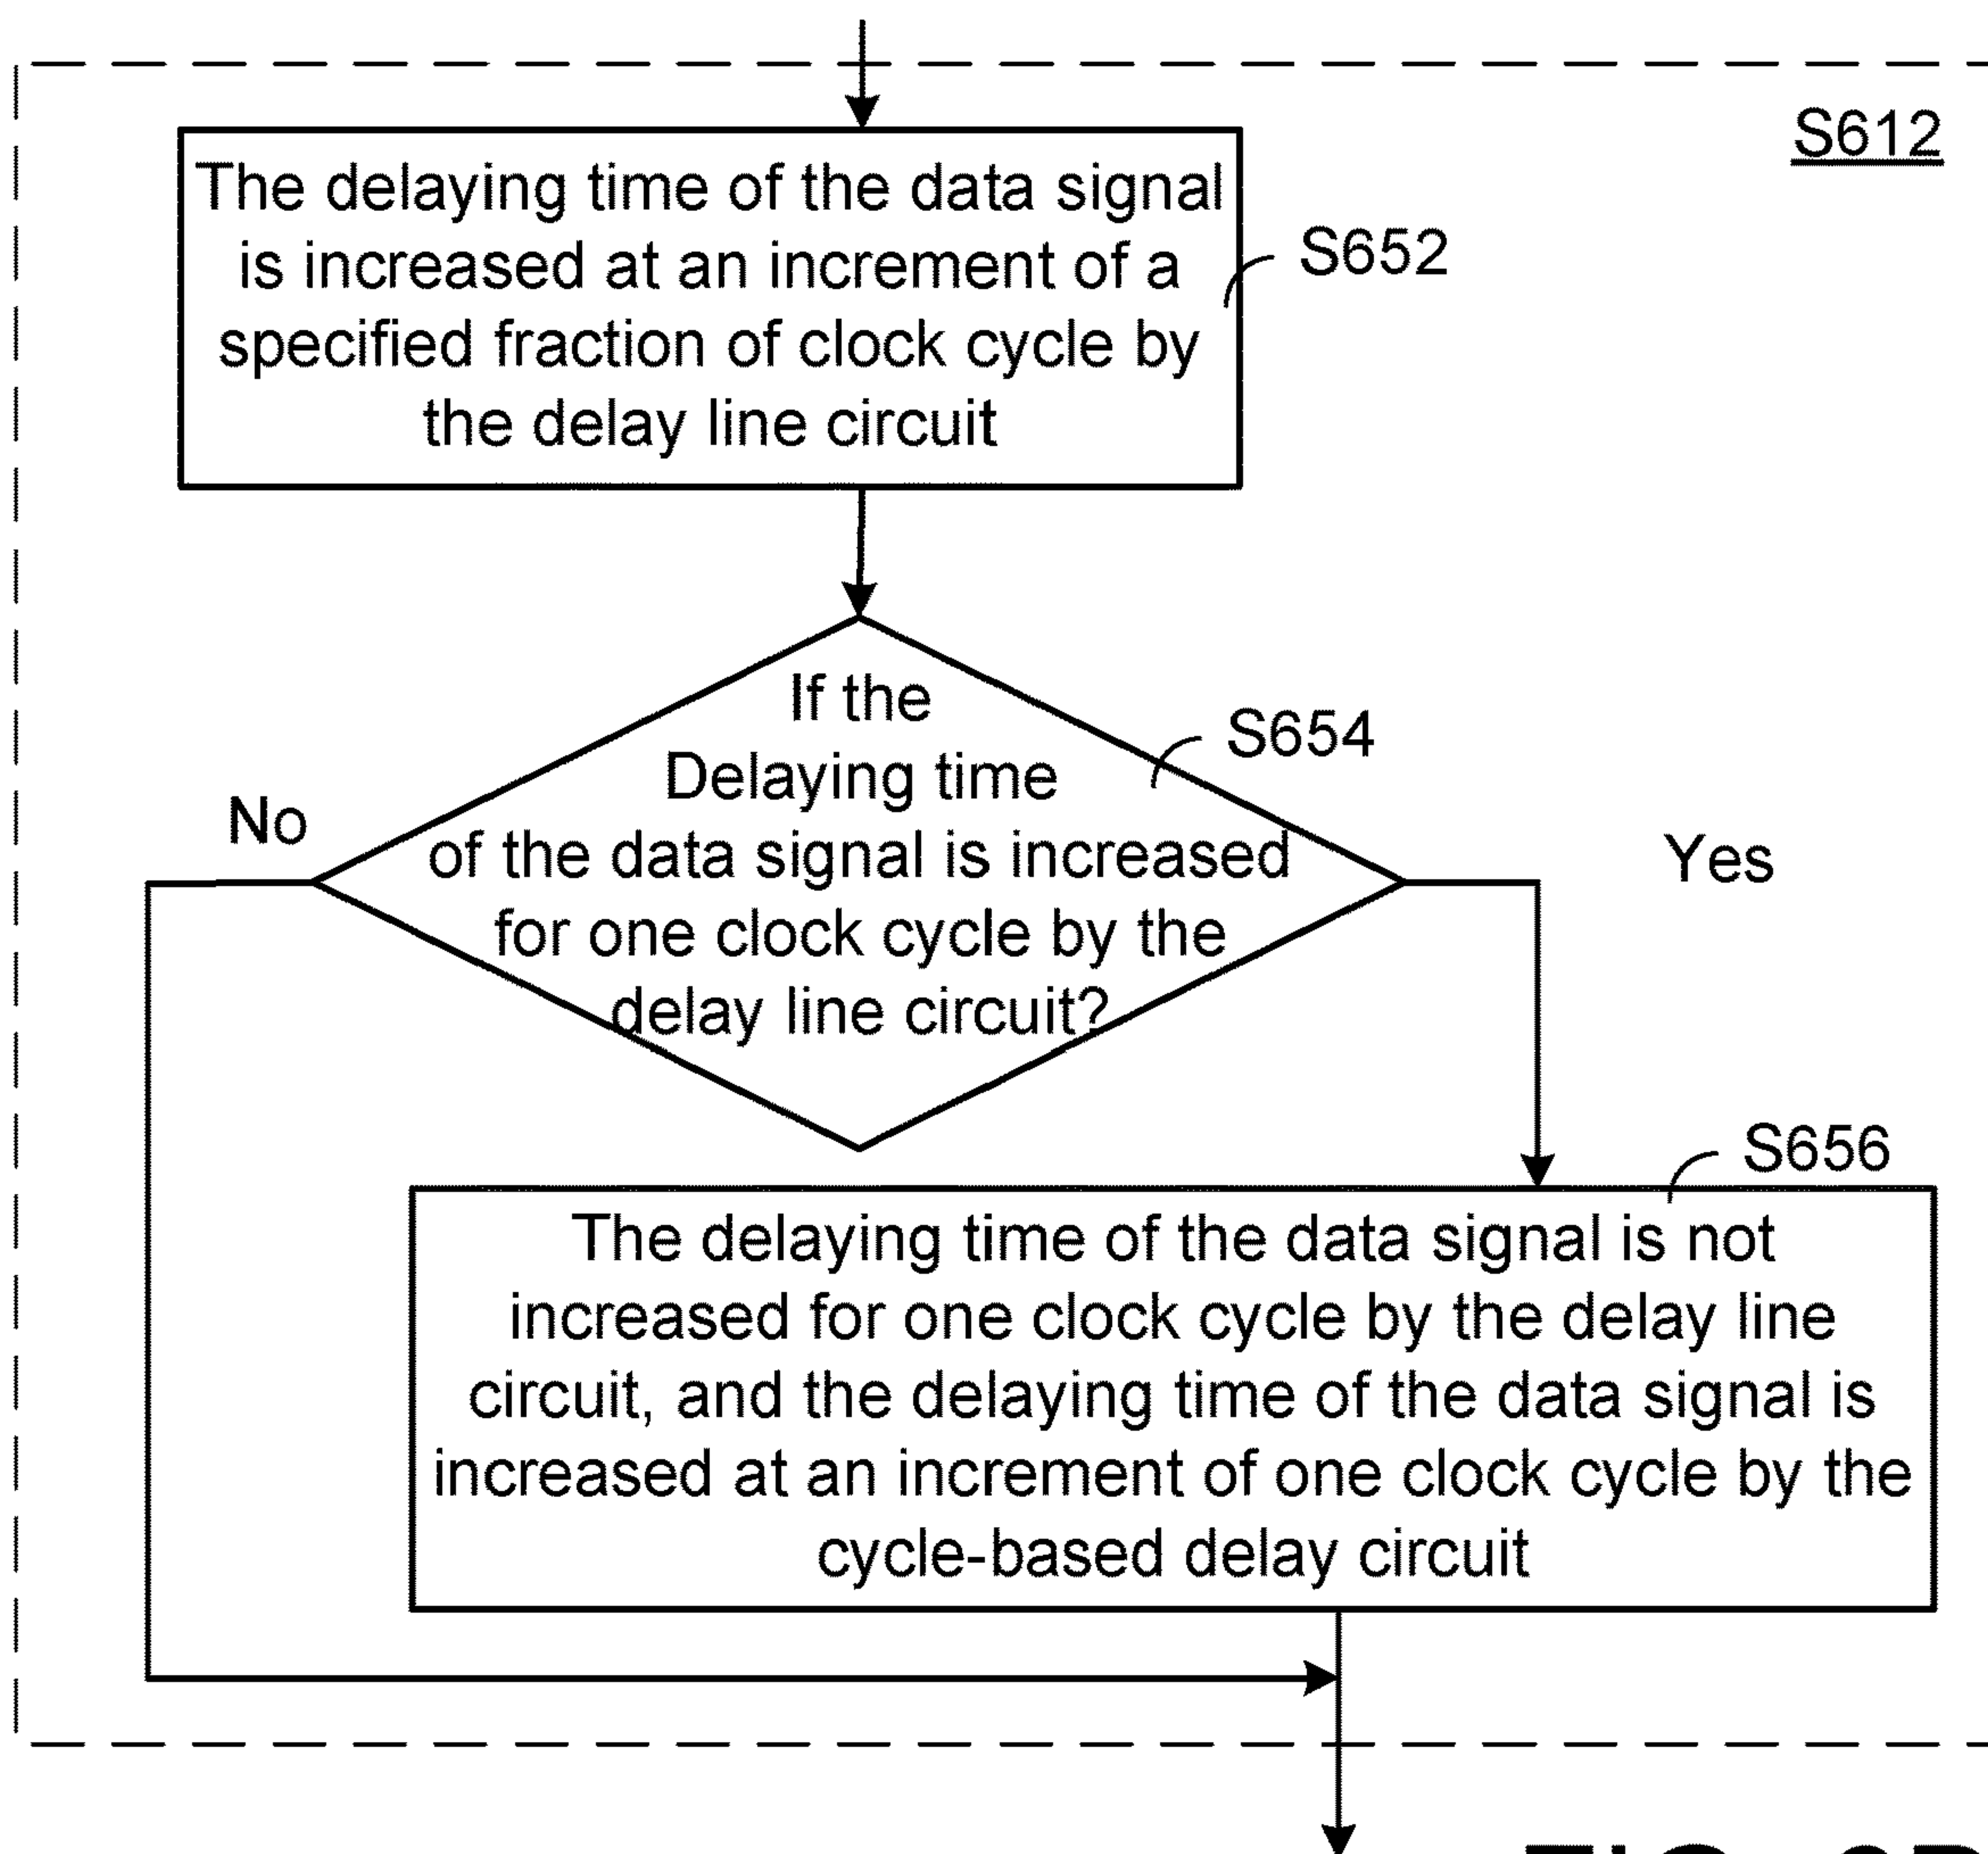 S612
The delaying time of the data signal
is increased at an increment of a
specified fraction of clock cycle by
the delay line circuit
S652
If the
Delaying time
of the data signal is increased
for one clock cycle by the
delay line circuit?
S654
No
Yes
S656
The delaying time of the data signal is not
increased for one clock cycle by the delay line
circuit, and the delaying time of the data signal is
increased at an increment of one clock cycle by the
cycle-based delay circuit